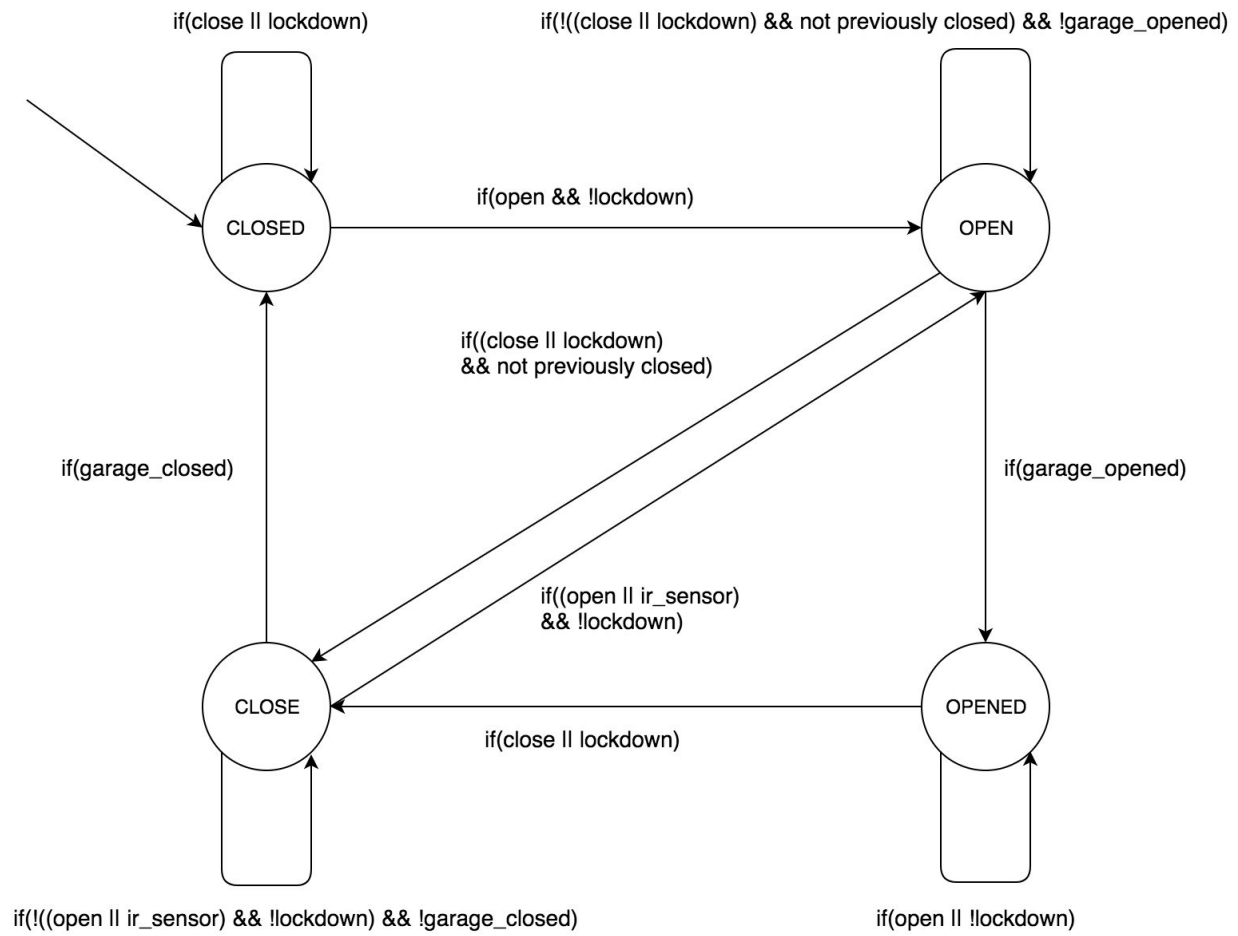 if(close || lockdown)
if(!((close || lockdown) && not previously closed) && !garage_opened)
CLOSED
if(open && !lockdown)
OPEN
if((close || lockdown)
&& not previously closed)
if(garage_closed)
if(garage_opened)
if((open || ir_sensor)
&& !lockdown)
CLOSE
OPENED
if(close || lockdown)
if(!((open || ir_sensor) && !lockdown) && !garage_closed)
if(open || !lockdown)